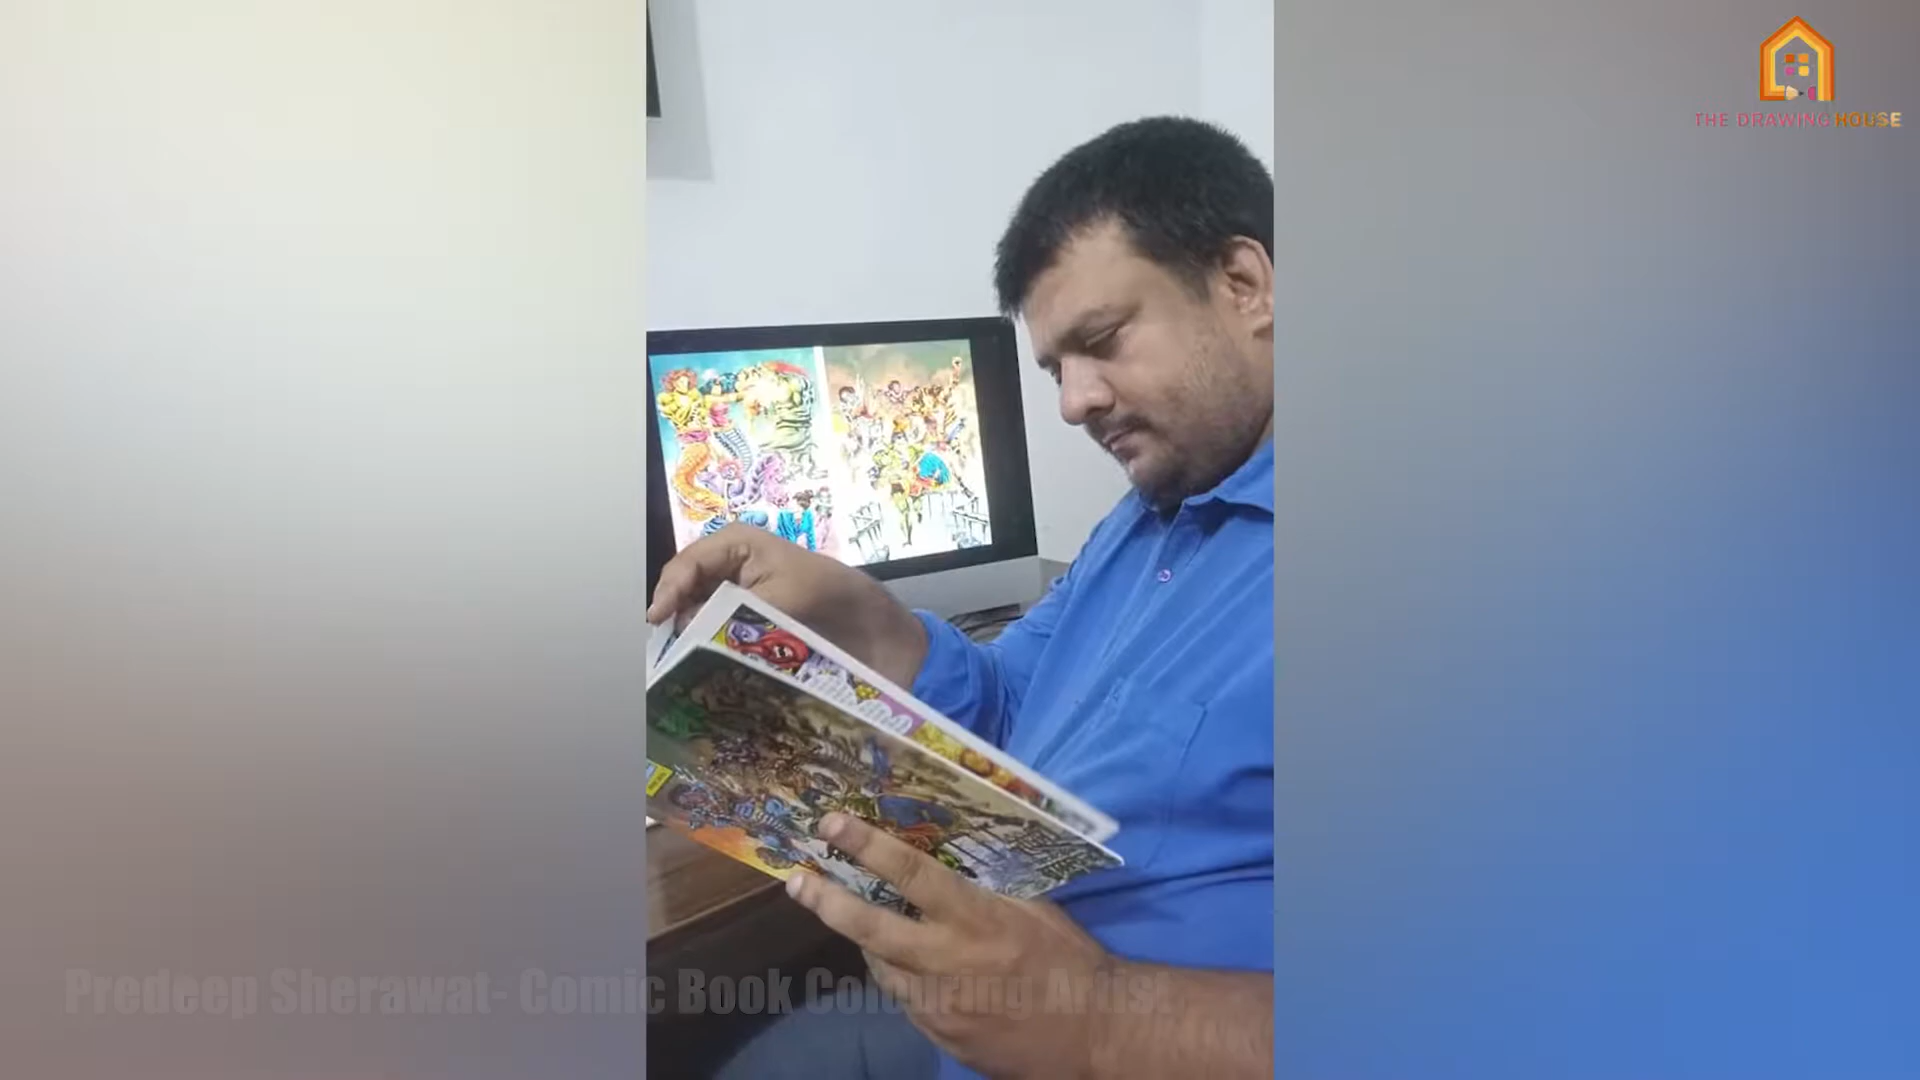 THE DRAWING HOUSE
Predeep Sherawat- Comic Book Colouring Artist